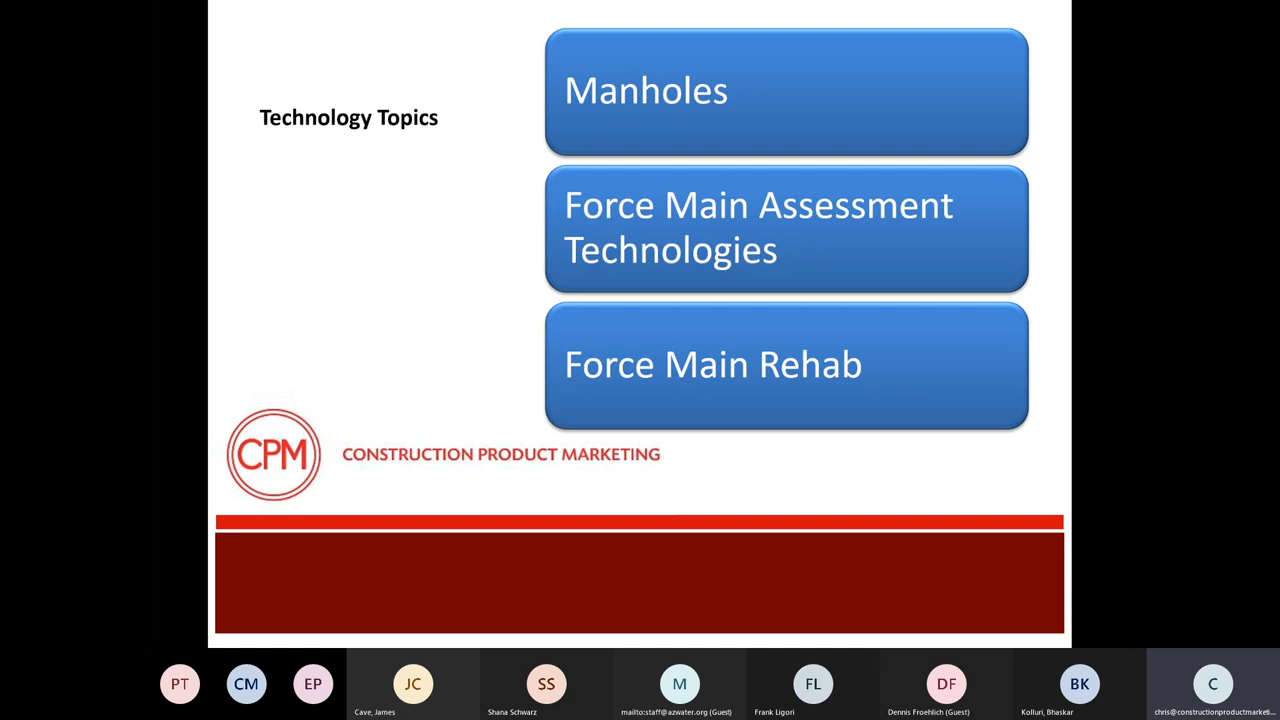 Technology Topics
Manholes
Force Main Assessment
Technologies
Force Main Rehab
CPM
CONSTRUCTION PRODUCT MARKETING
PT
CM
EP
JC
SS
M
FL
DF
BK
C
Cave, James
Shana Schwarz
mailto:staff@azwater.org (Guest)
Frank Ligori
Dennis Froehlich (Guest)
Kolluri, Bhaskar
chris@constructionproductmarketi...